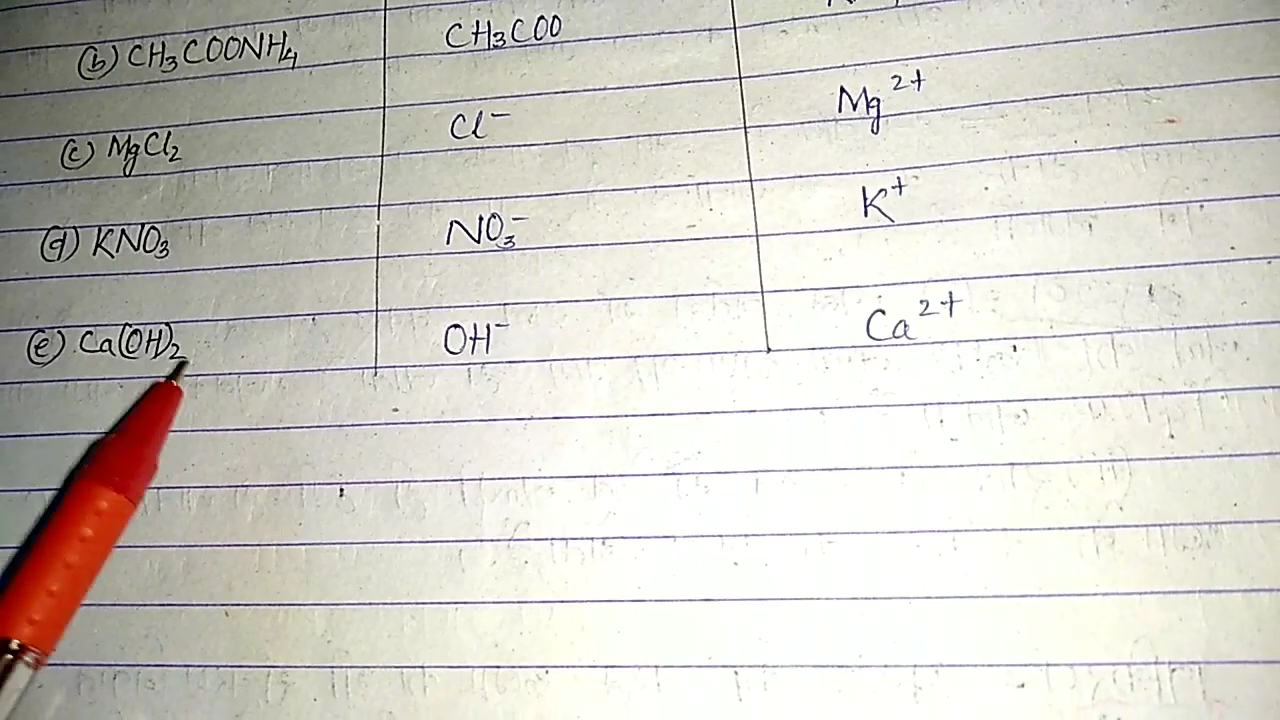 (b) CH3COONH4 CH3COO
(c) MgCl2 Cl- Mg2+
(d) KNO3 NO3- K+
(e) Ca(OH)2 OH- Ca2+